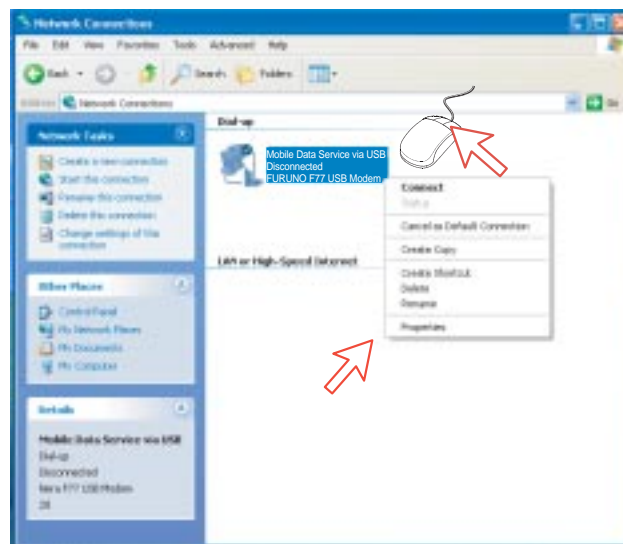 Network Connections
File Edit View Favorites Tools Advanced Help
Back Search Folders
Address Network Connections Go
Network Tasks
Create a new connection
Start this connection
Rename this connection
Delete this connection
Change settings of this
connection
Other Places
Control Panel
My Network Places
My Documents
My Computer
Details
Mobile Data Service via USB
Dial-up
Disconnected
Nera F77 USB Modem
Dial-up
Mobile Data Service via USB
Disconnected
FURUNO F77 USB Modem
LAN or High-Speed Internet
Connect
Status
Cancel as Default Connection
Create Copy
Create Shortcut
Delete
Rename
Properties